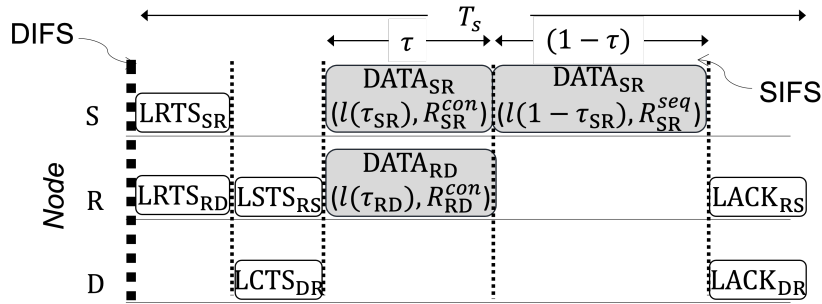 T_s
DIFS
τ
(1 − τ)
SIFS
Node
S
LRTS_SR
DATA_SR
(l(τ_SR), R_SR^con)
DATA_SR
(l(1 − τ_SR), R_SR^seq)
R
LRTS_RD
LSTS_RS
DATA_RD
(l(τ_RD), R_RD^con)
LACK_RS
D
LCTS_DR
LACK_DR